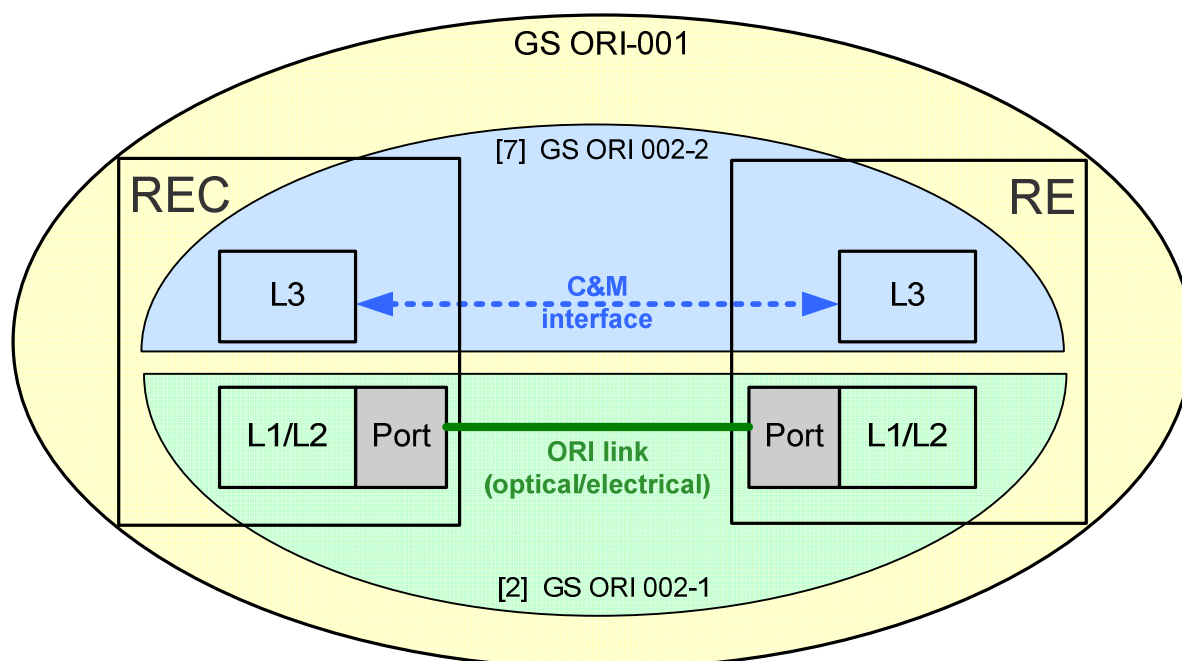 GS ORI-001
[7] GS ORI 002-2
REC
RE
L3
C&M
interface
L3
L1/L2
Port
ORI link
(optical/electrical)
Port
L1/L2
[2] GS ORI 002-1